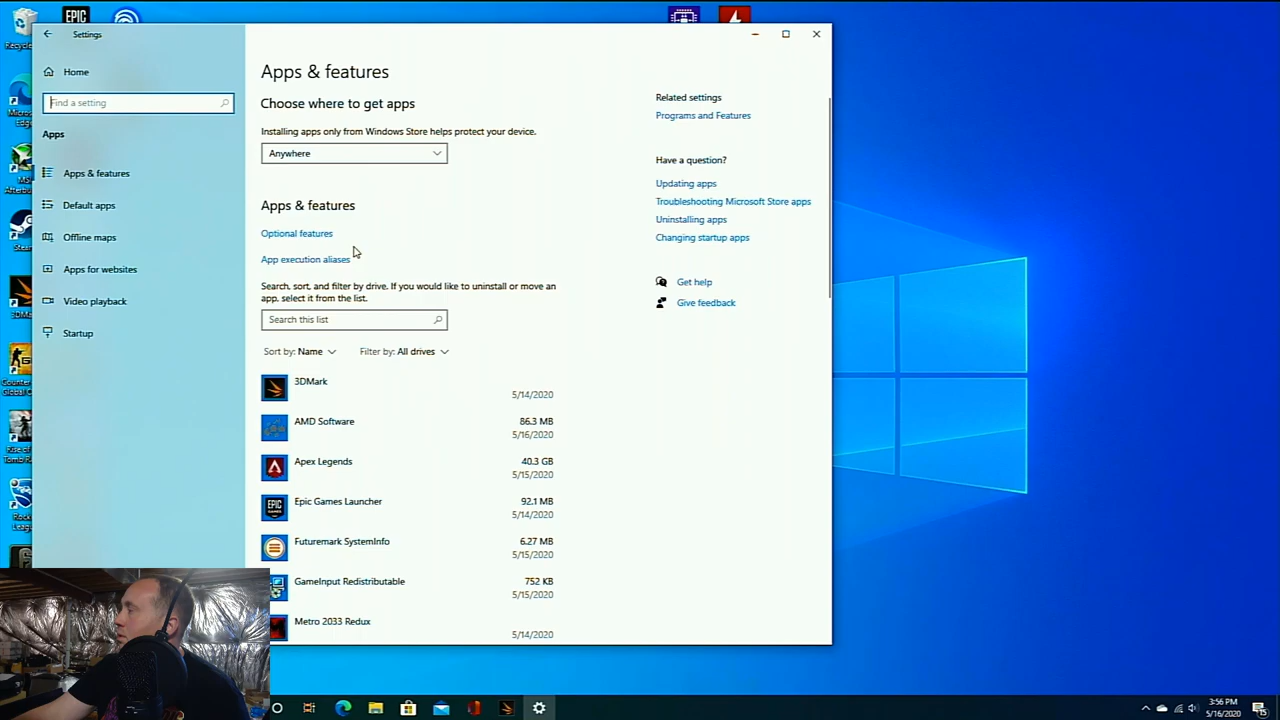 EPIC
Recycle
Settings
Home
Find a setting
Apps
Apps & features
Default apps
Offline maps
Apps for websites
Video playback
Startup
Apps & features
Choose where to get apps
Installing apps only from Windows Store helps protect your device.
Anywhere
Apps & features
Optional features
App execution aliases
Search, sort, and filter by drive. If you would like to uninstall or move an
app, select it from the list.
Search this list
Sort by: Name
Filter by: All drives
3DMark
5/14/2020
AMD Software
86.3 MB
5/16/2020
Apex Legends
40.3 GB
5/15/2020
EPIC
GAMES
Epic Games Launcher
92.1 MB
5/14/2020
Futuremark SystemInfo
6.27 MB
5/15/2020
GameInput Redistributable
752 KB
5/15/2020
Metro 2033 Redux
5/14/2020
Related settings
Programs and Features
Have a question?
Updating apps
Troubleshooting Microsoft Store apps
Uninstalling apps
Changing startup apps
Get help
Give feedback
3:56 PM
5/16/2020